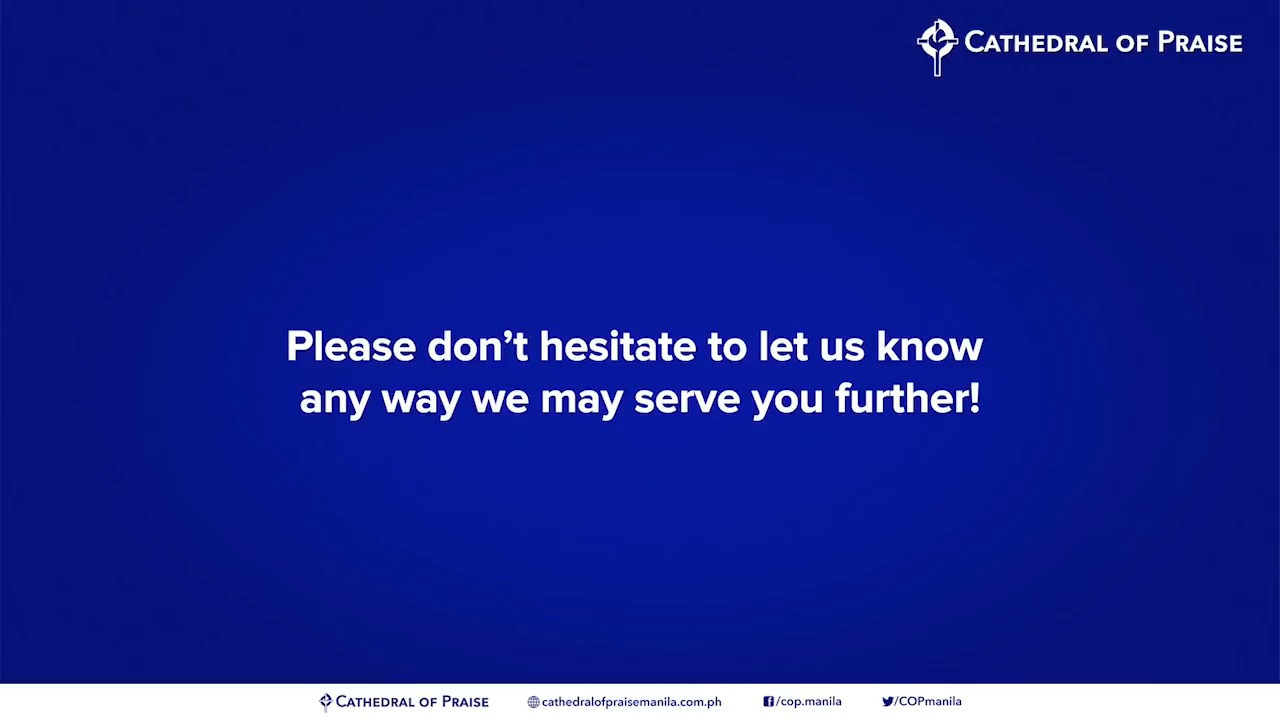 CATHEDRAL OF PRAISE
Please don’t hesitate to let us know
any way we may serve you further!
CATHEDRAL OF PRAISE
cathedralofpraisemanila.com.ph
/cop.manila
/COPmanila